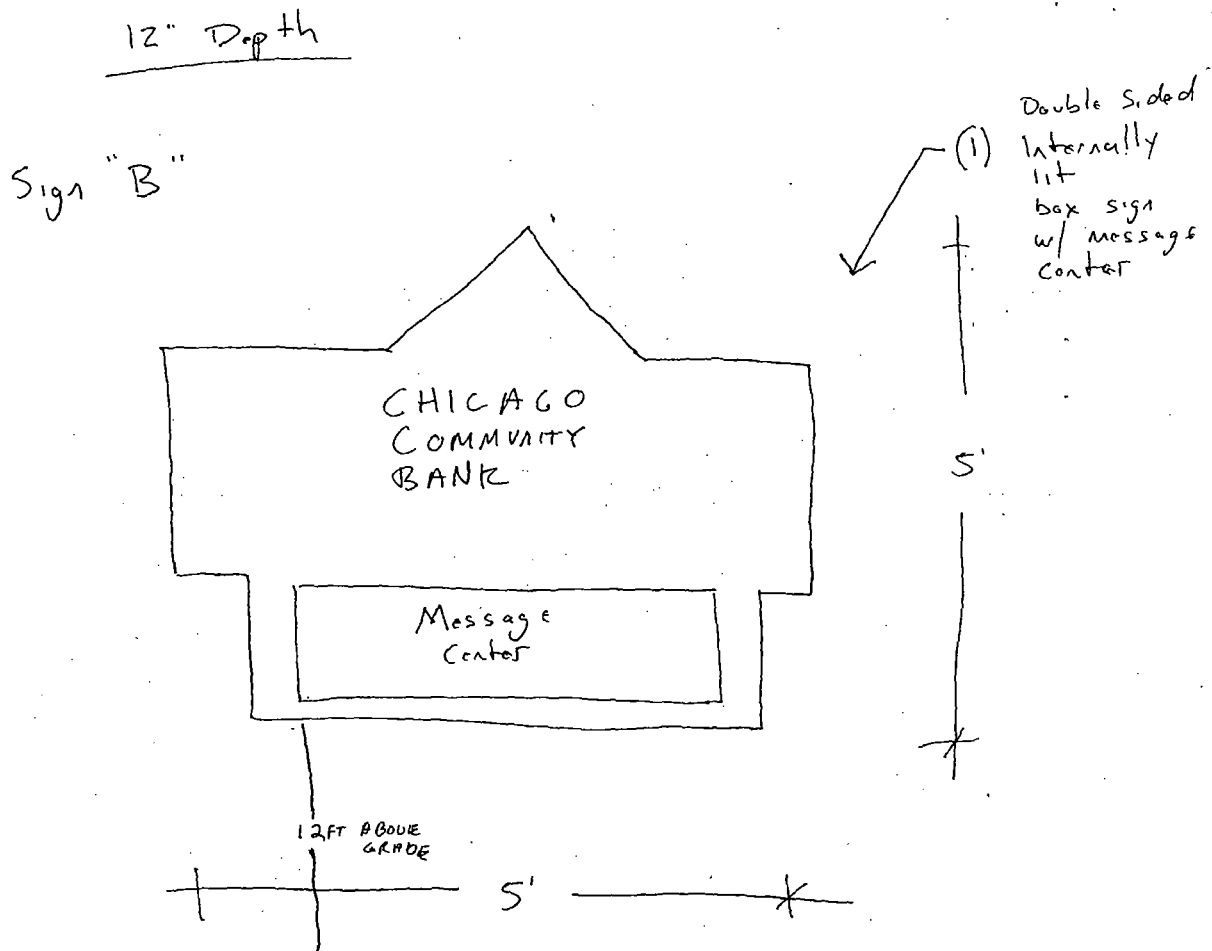 12" Depth
Sign "B"
(1) Double Sided
Internally
lit
box sign
w/ message
Center
CHICAGO
COMMUNITY
BANK
5'
Message
Center
12FT ABOVE
GRADE
5'